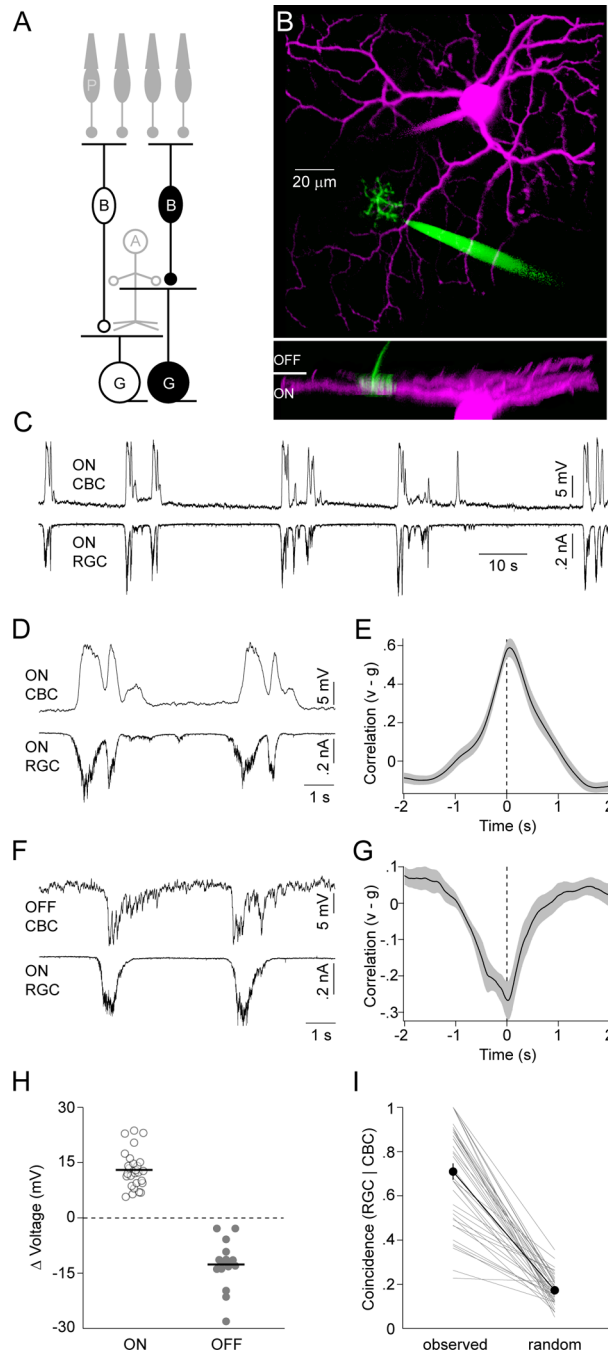 A
P
B
B
A
G
G
B
20 μm
OFF
ON
C
ON
CBC
5 mV
ON
RGC
.2 nA
10 s
D
ON
CBC
5 mV
ON
RGC
.2 nA
1 s
E
Correlation (v - g)
.6
.4
.2
0
-2
-1
0
1
2
Time (s)
F
OFF
CBC
5 mV
ON
RGC
.2 nA
1 s
G
Correlation (v - g)
.1
0
-.1
-.2
-.3
-2
-1
0
1
2
Time (s)
H
Δ Voltage (mV)
30
15
0
-15
-30
ON
OFF
I
Coincidence (RGC | CBC)
1
.8
.6
.4
.2
0
observed
random